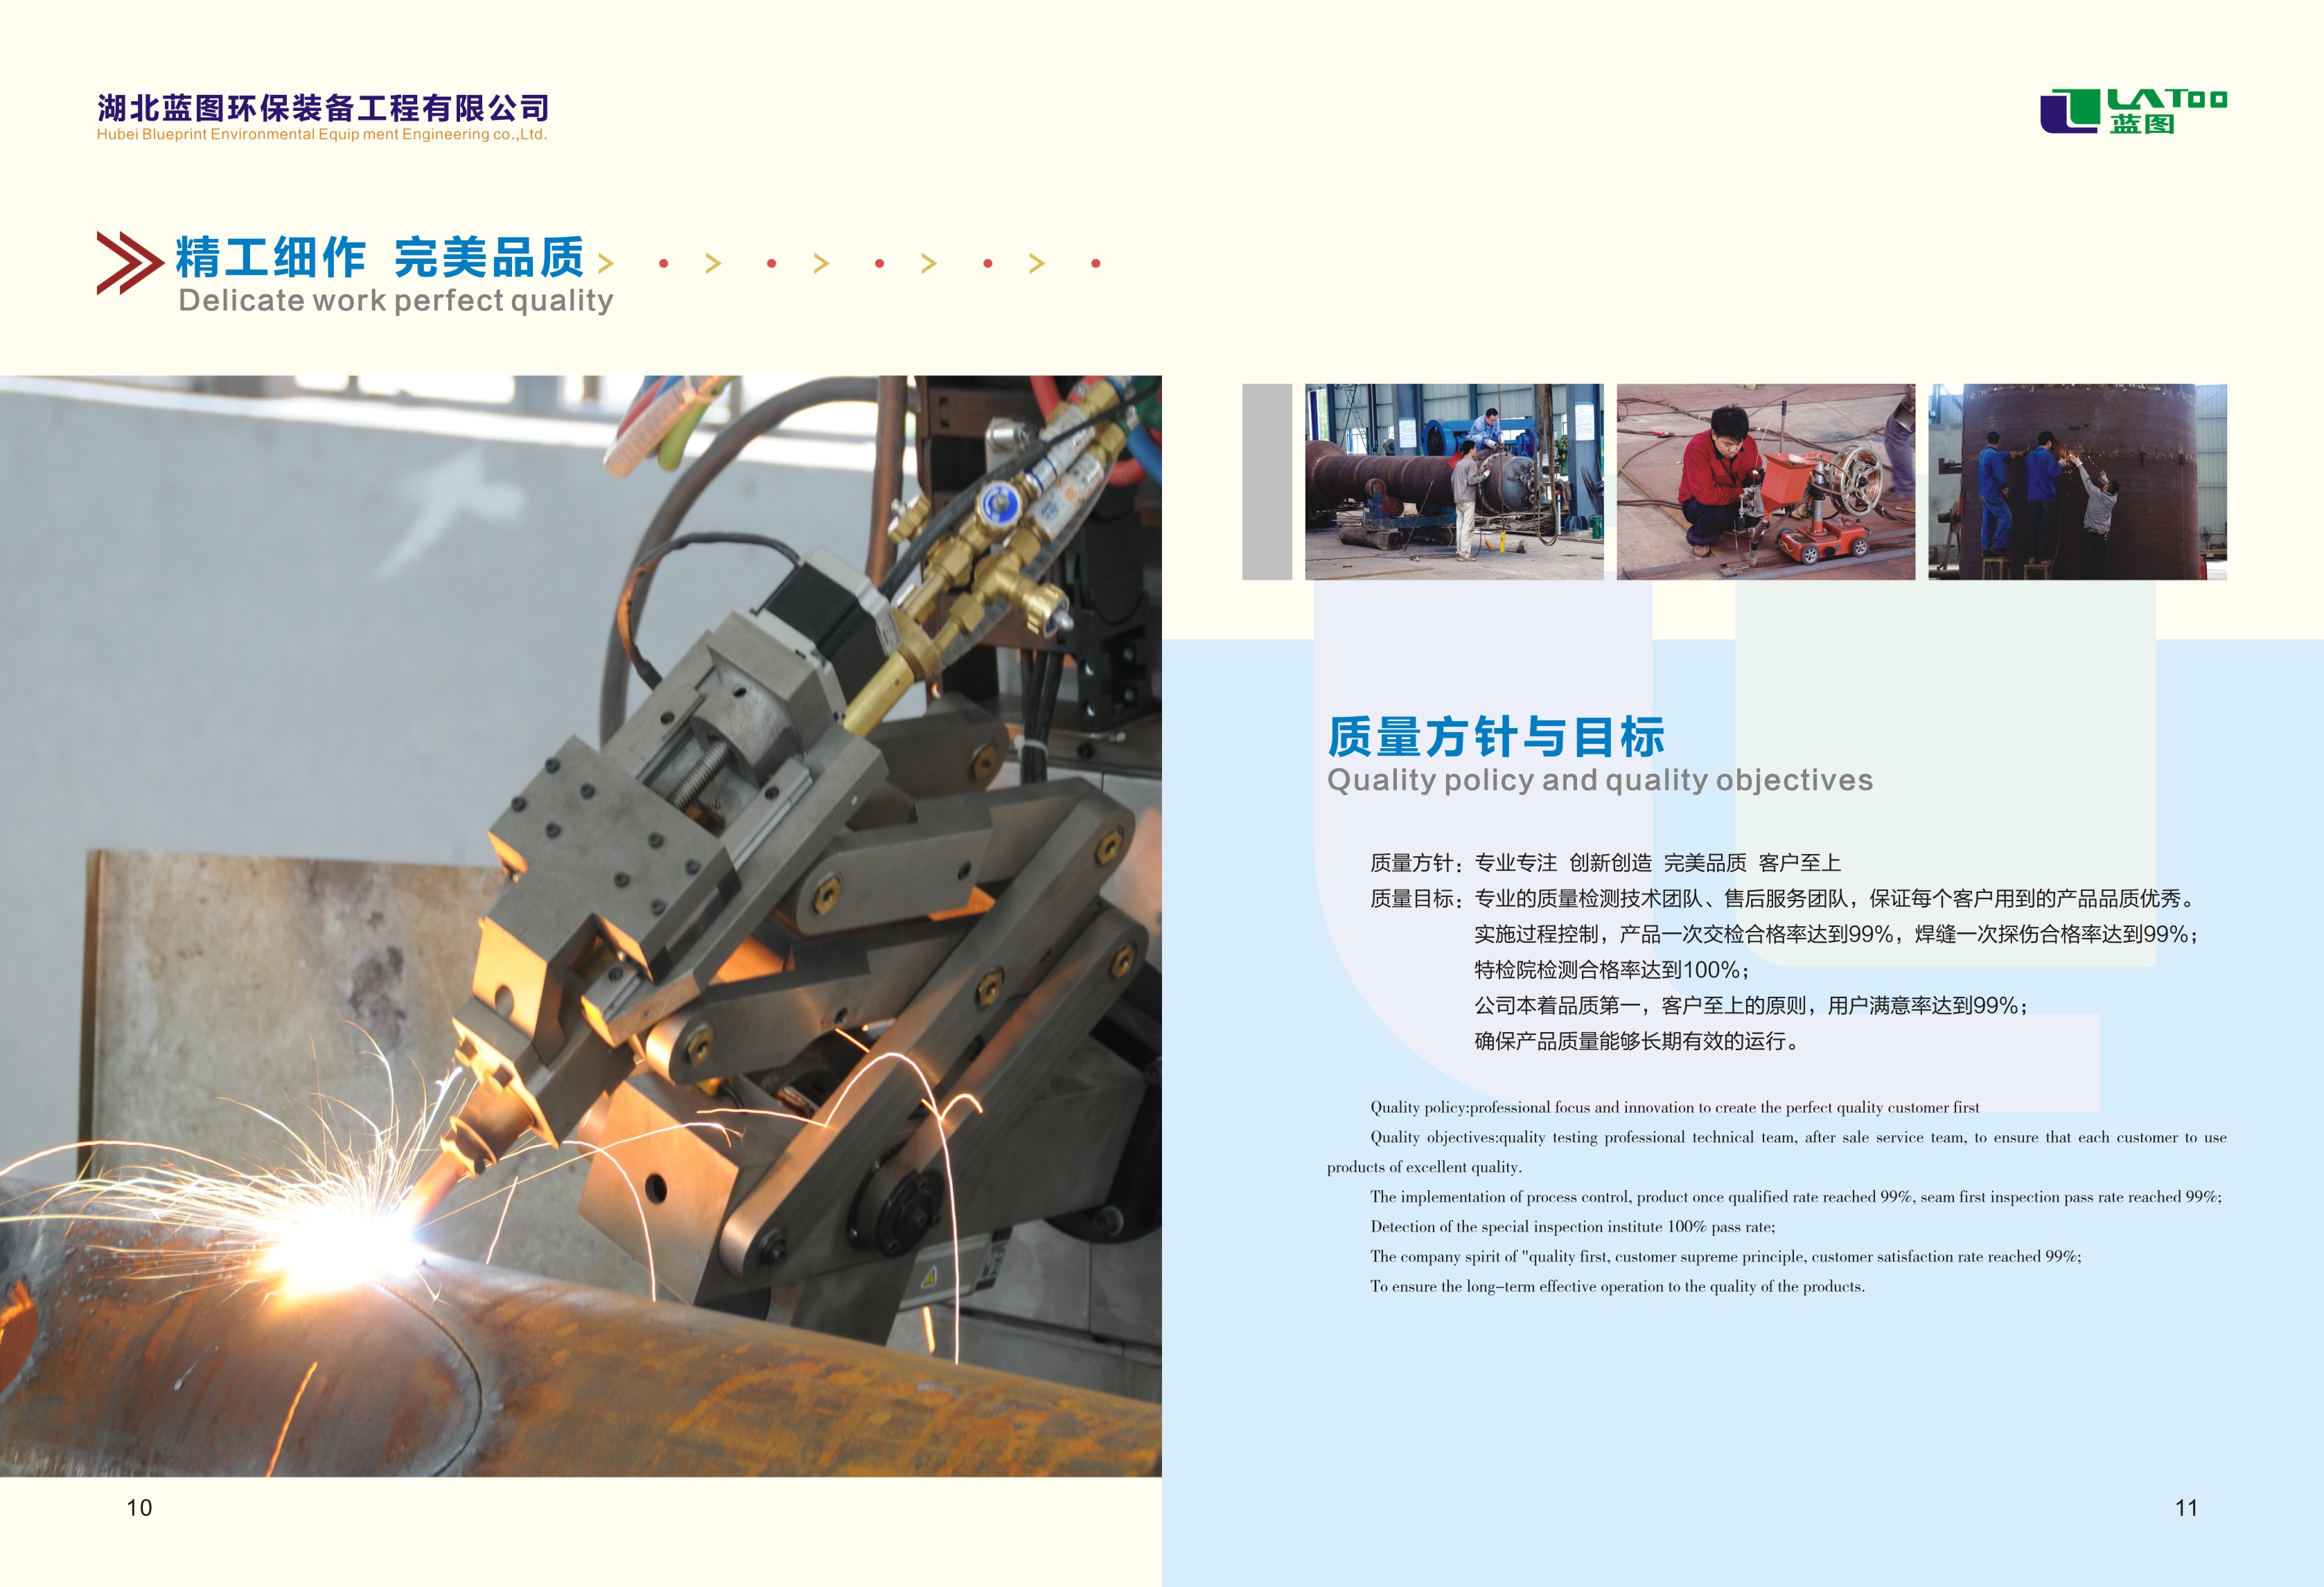 湖北蓝图环保装备工程有限公司
Hubei Blueprint Environmental Equip ment Engineering co.,Ltd.
LATOO
蓝图
精工细作 完美品质
Delicate work perfect quality
质量方针与目标
Quality policy and quality objectives
质量方针：专业专注 创新创造 完美品质 客户至上
质量目标：专业的质量检测技术团队、售后服务团队，保证每个客户用到的产品品质优秀。
实施过程控制，产品一次交检合格率达到99%，焊缝一次探伤合格率达到99%；
特检院检测合格率达到100%；
公司本着品质第一，客户至上的原则，用户满意率达到99%；
确保产品质量能够长期有效的运行。
Quality policy:professional focus and innovation to create the perfect quality customer first
Quality objectives:quality testing professional technical team, after sale service team, to ensure that each customer to use
products of excellent quality.
The implementation of process control, product once qualified rate reached 99%, seam first inspection pass rate reached 99%;
Detection of the special inspection institute 100% pass rate;
The company spirit of "quality first, customer supreme principle, customer satisfaction rate reached 99%;
To ensure the long-term effective operation to the quality of the products.
10
11